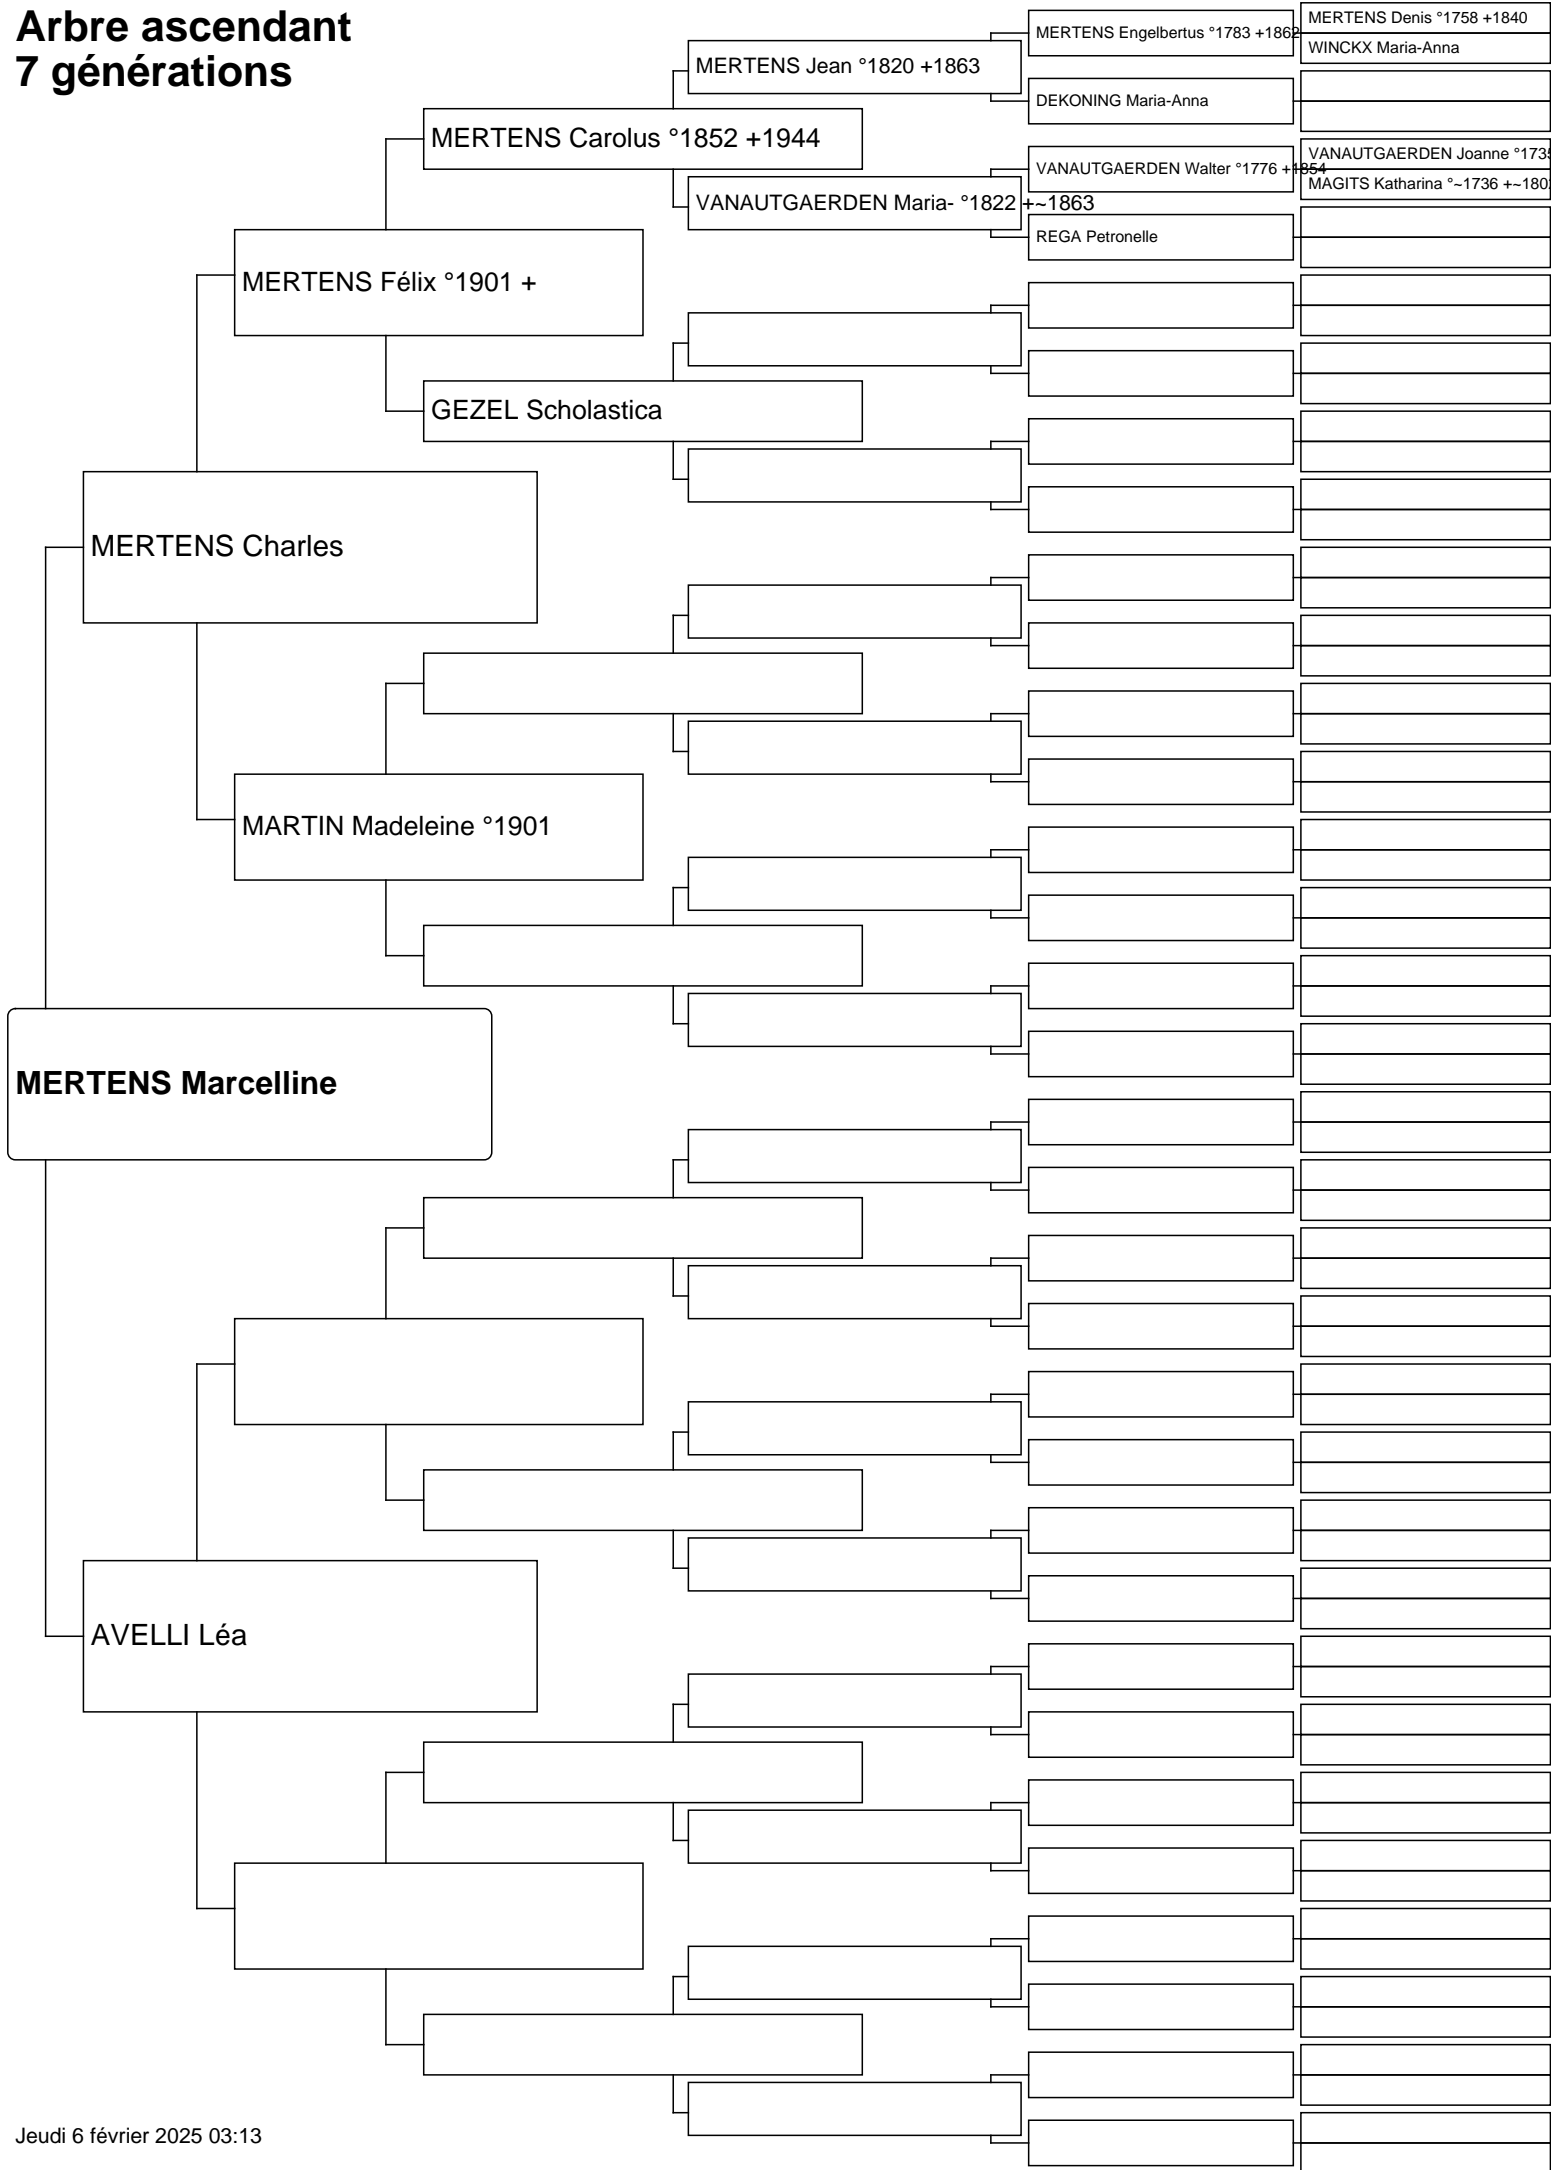 Arbre ascendant
7 générations
MERTENS Denis °1758 +1840
WINCKX Maria-Anna
MERTENS Engelbertus °1783 +1862
MERTENS Jean °1820 +1863
DEKONING Maria-Anna
MERTENS Carolus °1852 +1944
VANAUTGAERDEN Joanne °1735
VANAUTGAERDEN Walter °1776 +1854
MAGITS Katharina °~1736 +~180
VANAUTGAERDEN Maria- °1822 +~1863
REGA Petronelle
MERTENS Félix °1901 +
GEZEL Scholastica
MERTENS Charles
MARTIN Madeleine °1901
MERTENS Marcelline
AVELLI Léa
Jeudi 6 février 2025 03:13